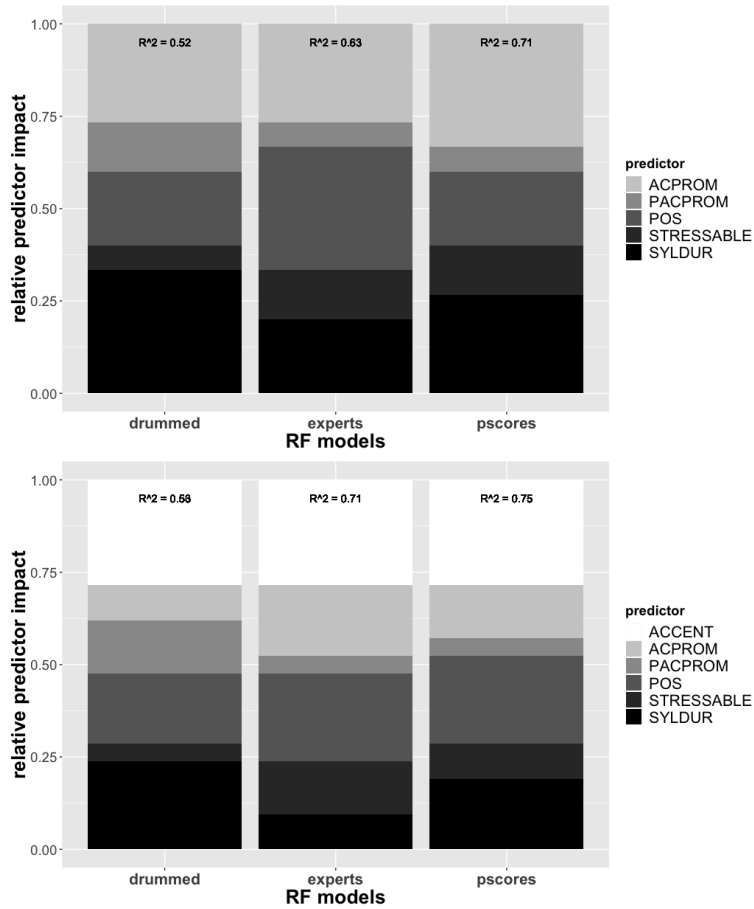 1.00
R^2 = 0.52 R^2 = 0.63 R^2 = 0.71
0.75
0.50
0.25
0.00
relative predictor impact
drummed experts pscores
RF models
predictor
ACPROM
PACPROM
POS
STRESSABLE
SYLDUR
1.00
R^2 = 0.58 R^2 = 0.71 R^2 = 0.75
0.75
0.50
0.25
0.00
relative predictor impact
drummed experts pscores
RF models
predictor
ACCENT
ACPROM
PACPROM
POS
STRESSABLE
SYLDUR